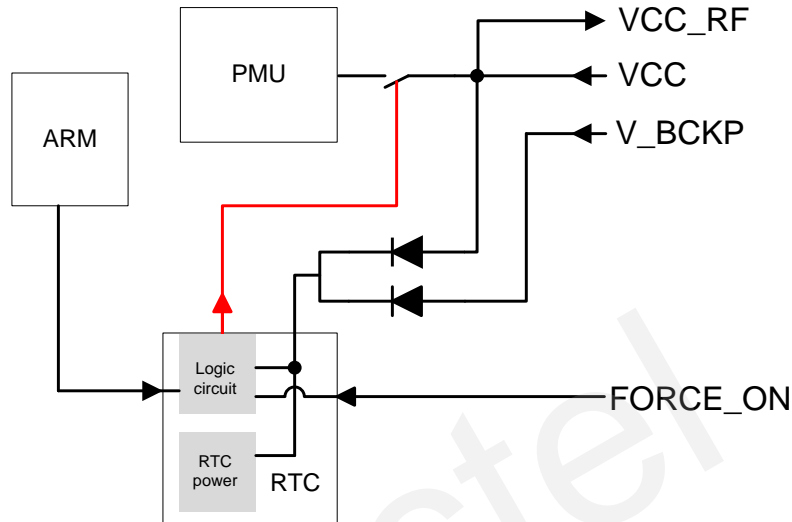 VCC_RF
PMU
VCC
ARM
V_BCKP
Logic
circuit
FORCE_ON
RTC
power
RTC